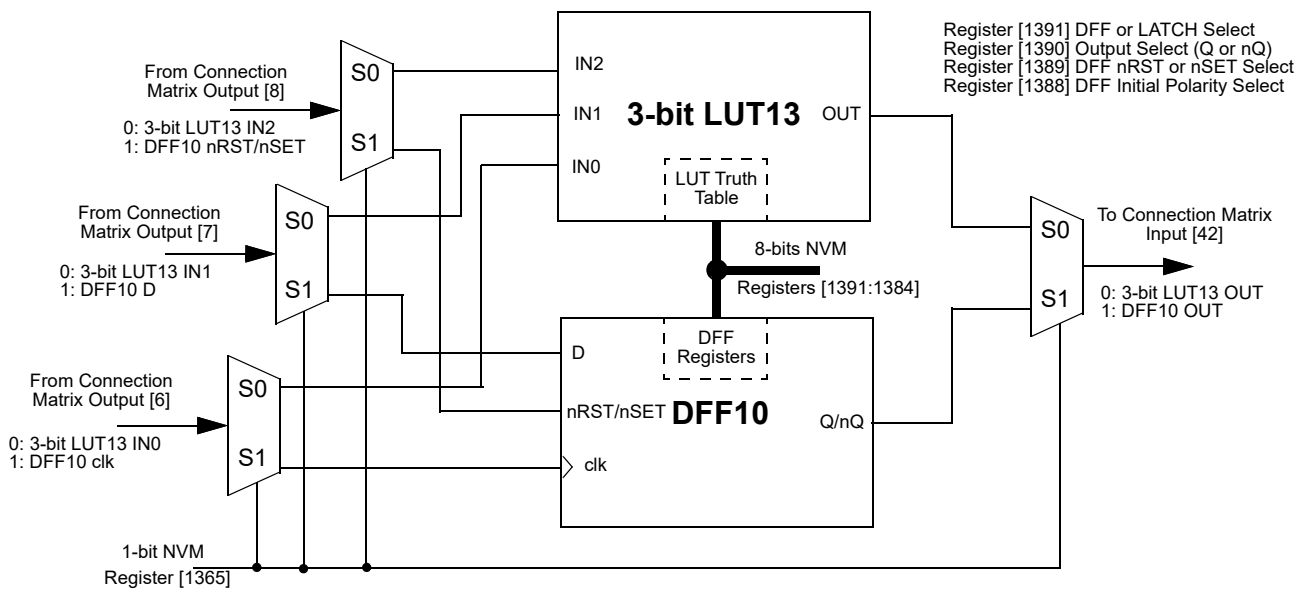 Register [1391] DFF or LATCH Select
Register [1390] Output Select (Q or nQ)
Register [1389] DFF nRST or nSET Select
Register [1388] DFF Initial Polarity Select
From Connection
Matrix Output [8]
0: 3-bit LUT13 IN2
1: DFF10 nRST/nSET
S0
S1
From Connection
Matrix Output [7]
0: 3-bit LUT13 IN1
1: DFF10 D
S0
S1
From Connection
Matrix Output [6]
0: 3-bit LUT13 IN0
1: DFF10 clk
S0
S1
IN2
IN1
IN0
3-bit LUT13
OUT
LUT Truth
Table
8-bits NVM
Registers [1391:1384]
DFF
Registers
D
nRST/nSET
DFF10
clk
Q/nQ
S0
S1
To Connection Matrix
Input [42]
0: 3-bit LUT13 OUT
1: DFF10 OUT
1-bit NVM
Register [1365]